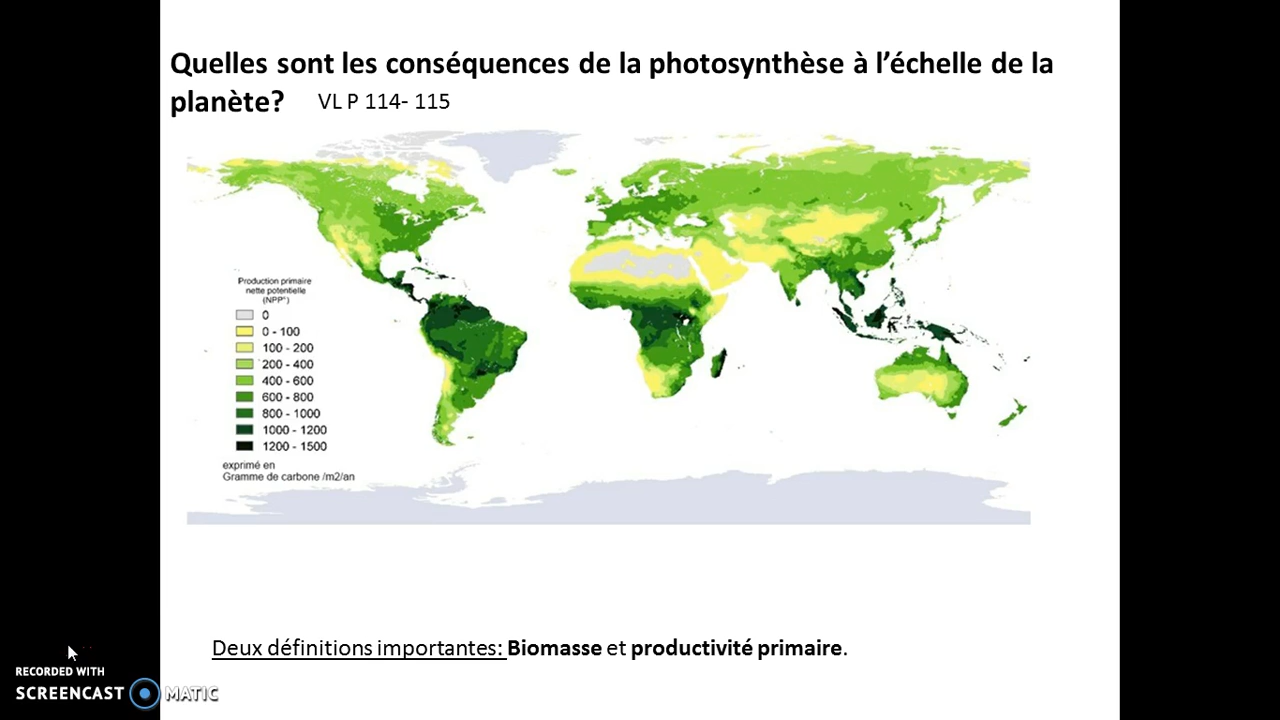 Quelles sont les conséquences de la photosynthèse à l’échelle de la
planète? VL P 114- 115
Production primaire
nette potentielle
(NPP°)
0
0 - 100
100 - 200
200 - 400
400 - 600
600 - 800
800 - 1000
1000 - 1200
1200 - 1500
exprimé en
Gramme de carbone /m2/an
Deux définitions importantes: Biomasse et productivité primaire.
RECORDED WITH
SCREENCAST MATIC